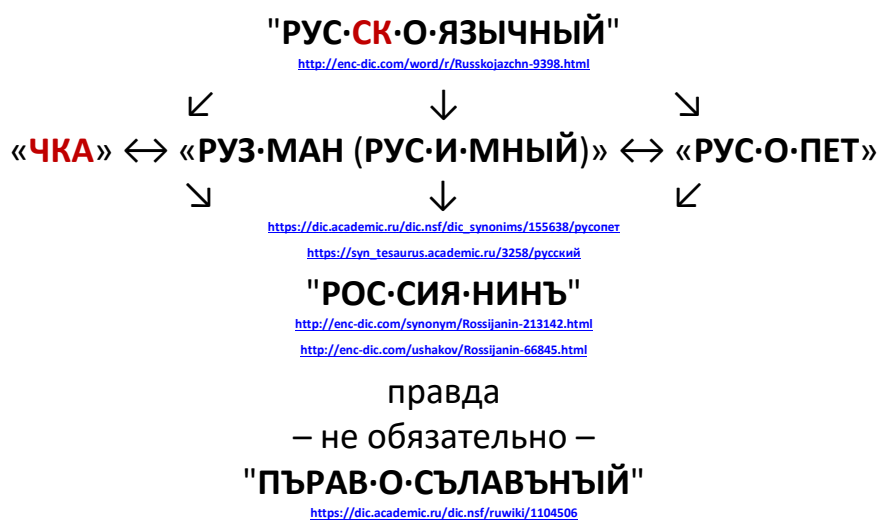 "РУС·СК·О·ЯЗЫЧНЫЙ"
http://enc-dic.com/word/r/Russkojazchn-9398.html
↙ ↓ ↘
«ЧКА» ↔ «РУЗ·МАН (РУС·И·МНЫЙ)» ↔ «РУС·О·ПЕТ»
↘ ↓ ↙
https://dic.academic.ru/dic.nsf/dic_synonims/155638/русопет
https://syn_tesaurus.academic.ru/3258/русский
"РОС·СИЯ·НИНЪ"
http://enc-dic.com/synonym/Rossijanin-213142.html
http://enc-dic.com/ushakov/Rossijanin-66845.html
правда
– не обязательно –
"ПЪРАВ·О·СЪЛАВЪНЪІЙ"
https://dic.academic.ru/dic.nsf/ruwiki/1104506